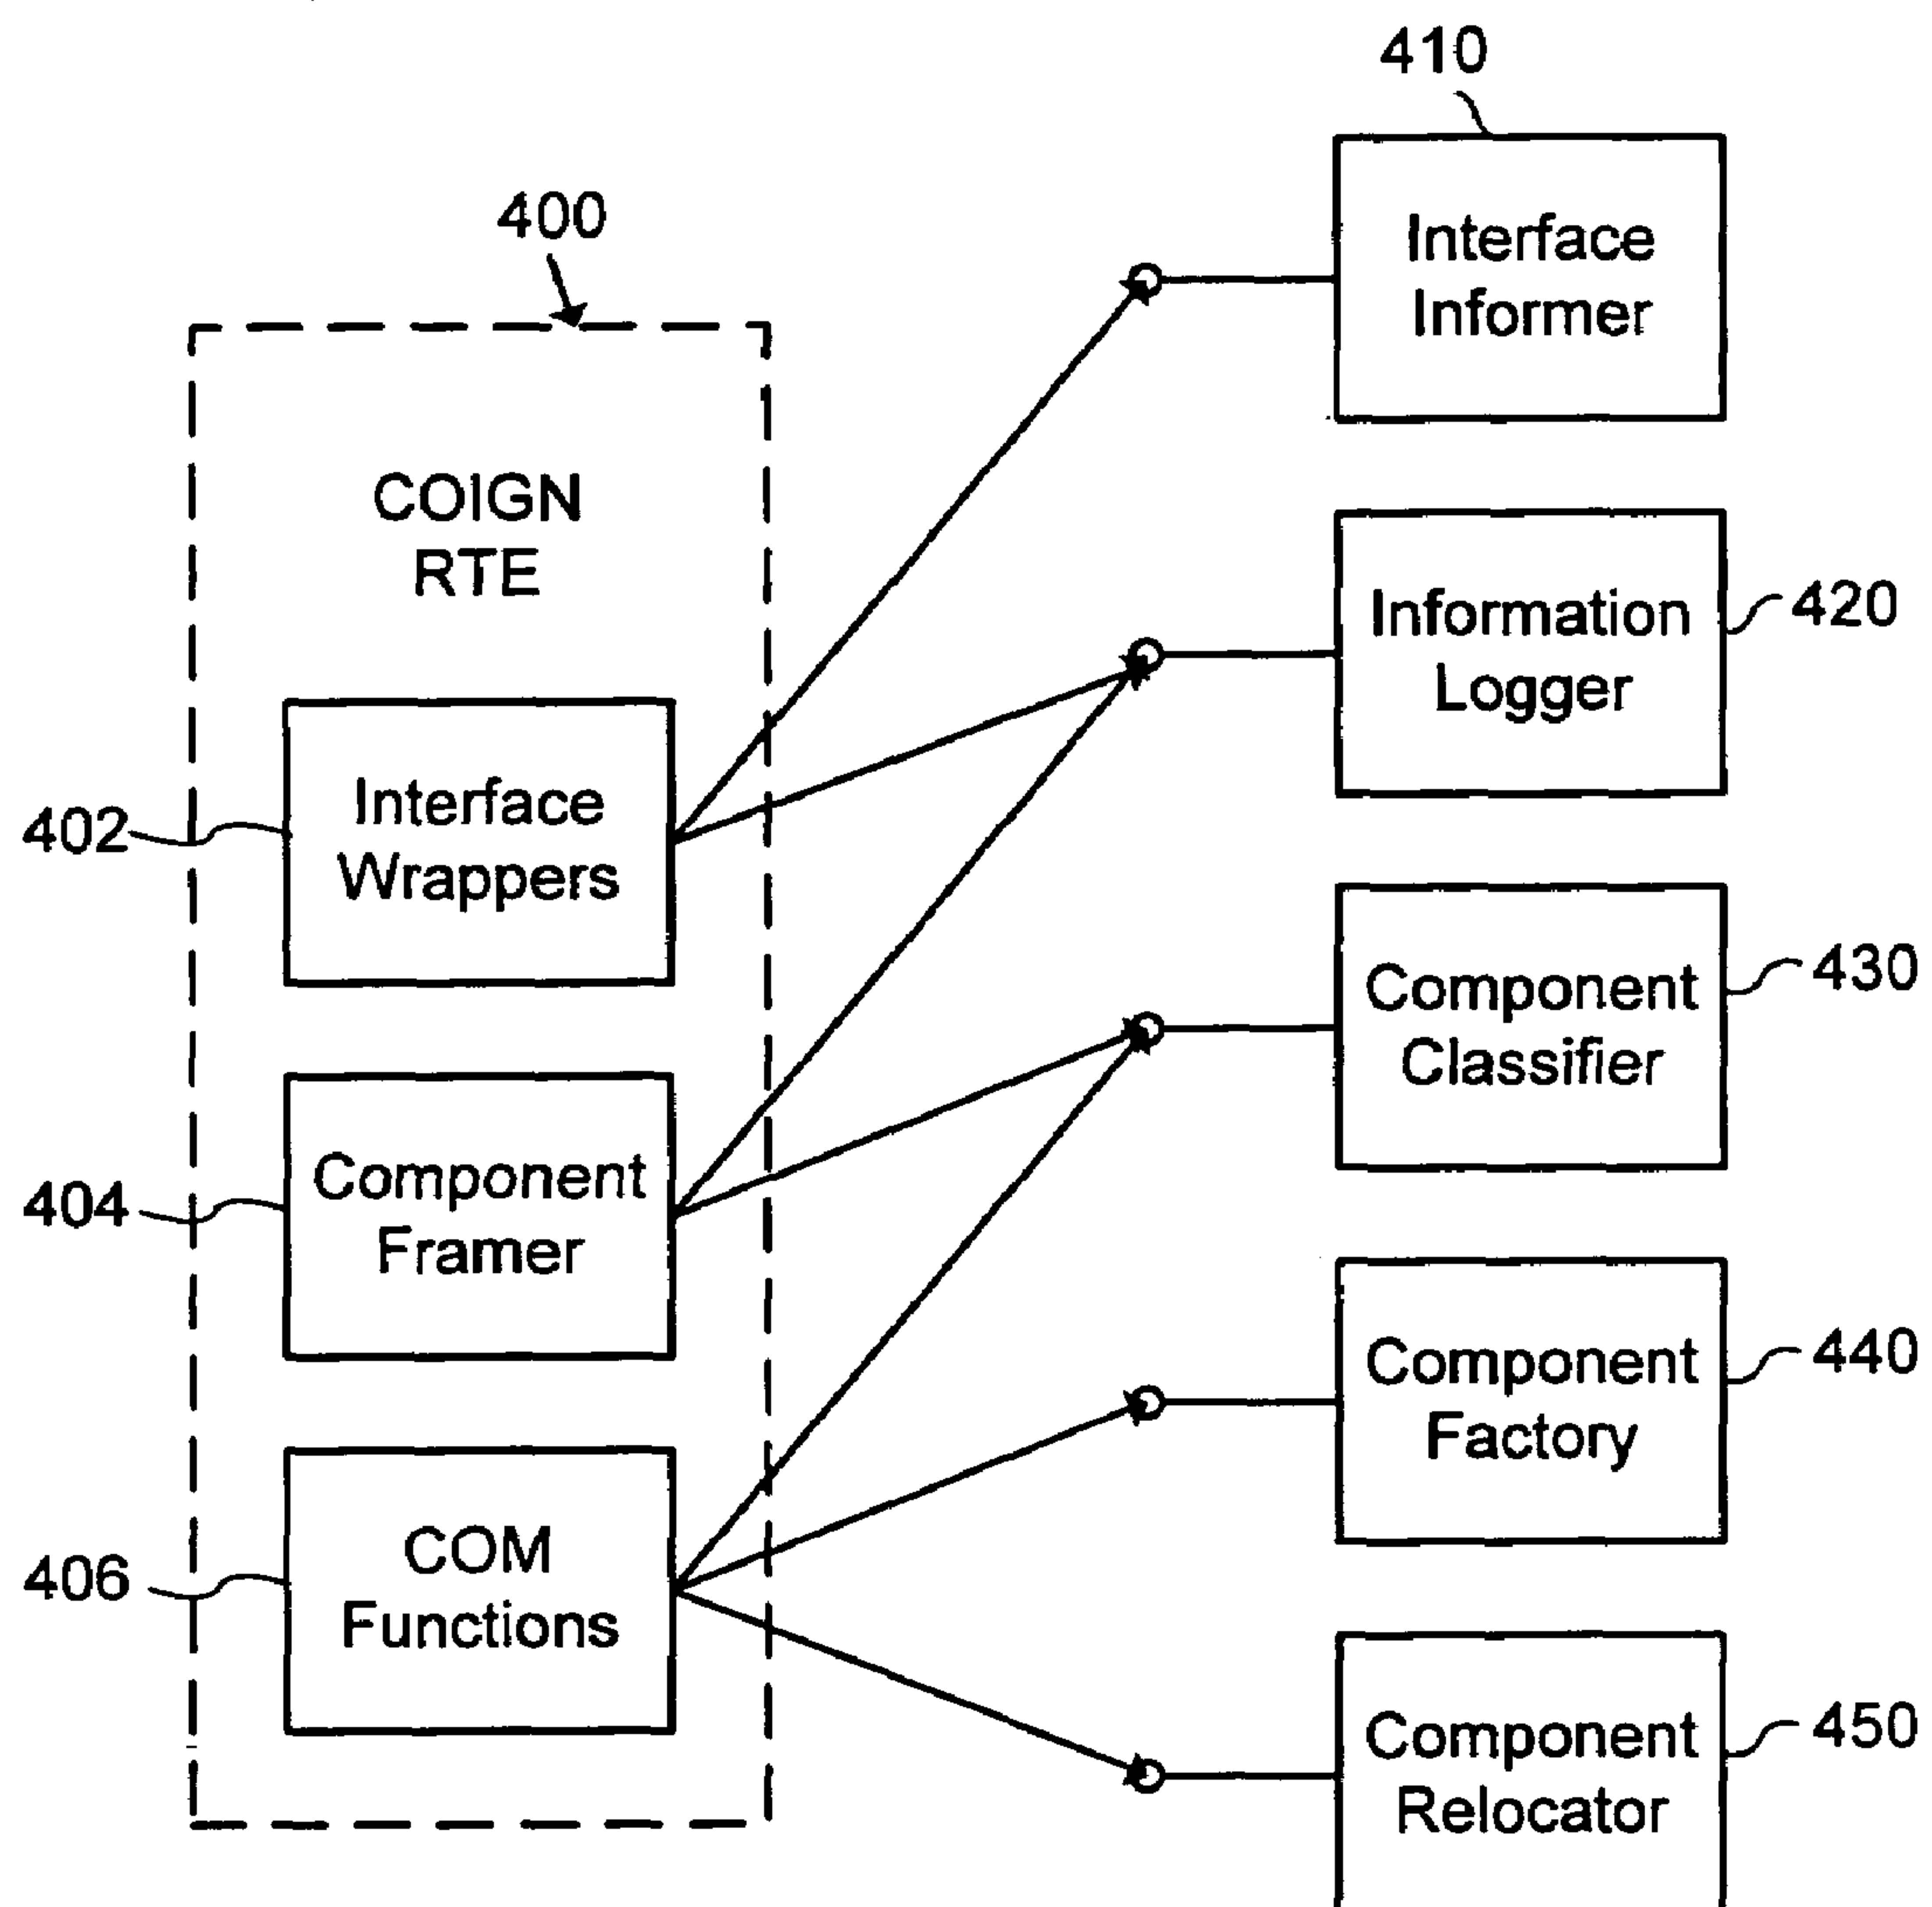 410
400
Interface
Informer
COIGN
RTE
Information
Logger
420
402
Interface
Wrappers
Component
Classifier
430
404
Component
Framer
Component
Factory
440
406
COM
Functions
Component
Relocator
450